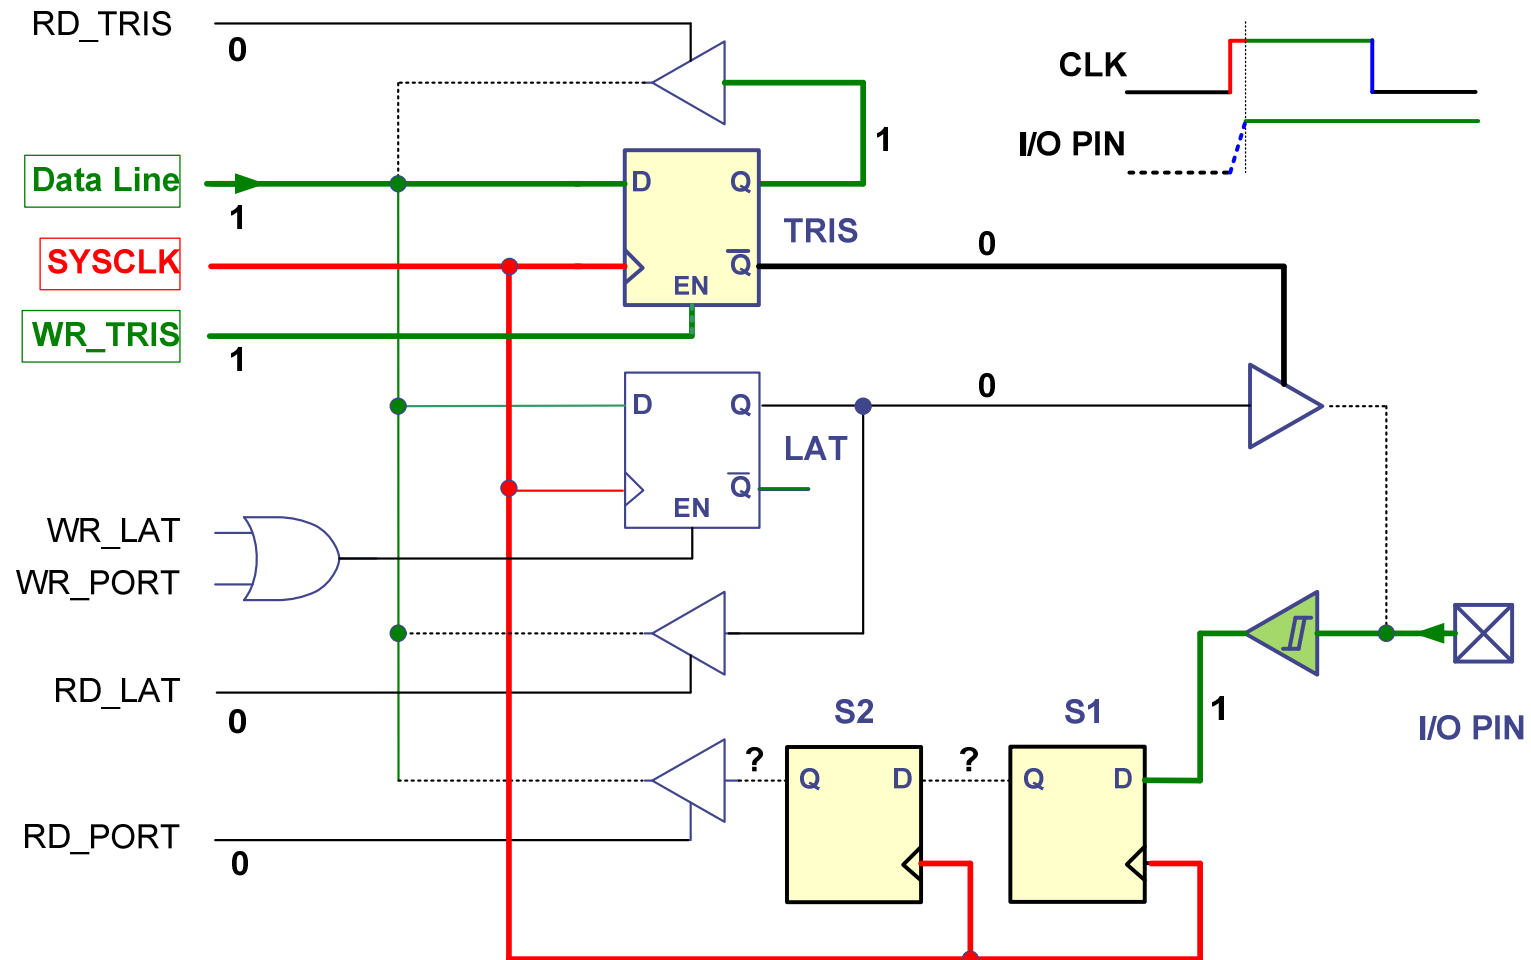 RD_TRIS
0
CLK
I/O PIN
1
Data Line
1
D Q
TRIS
SYSCLK
Q
EN
0
WR_TRIS
1
D Q
0
LAT
Q
EN
WR_LAT
WR_PORT
RD_LAT
0
S2 S1
1
I/O PIN
? ?
Q D Q D
RD_PORT
0